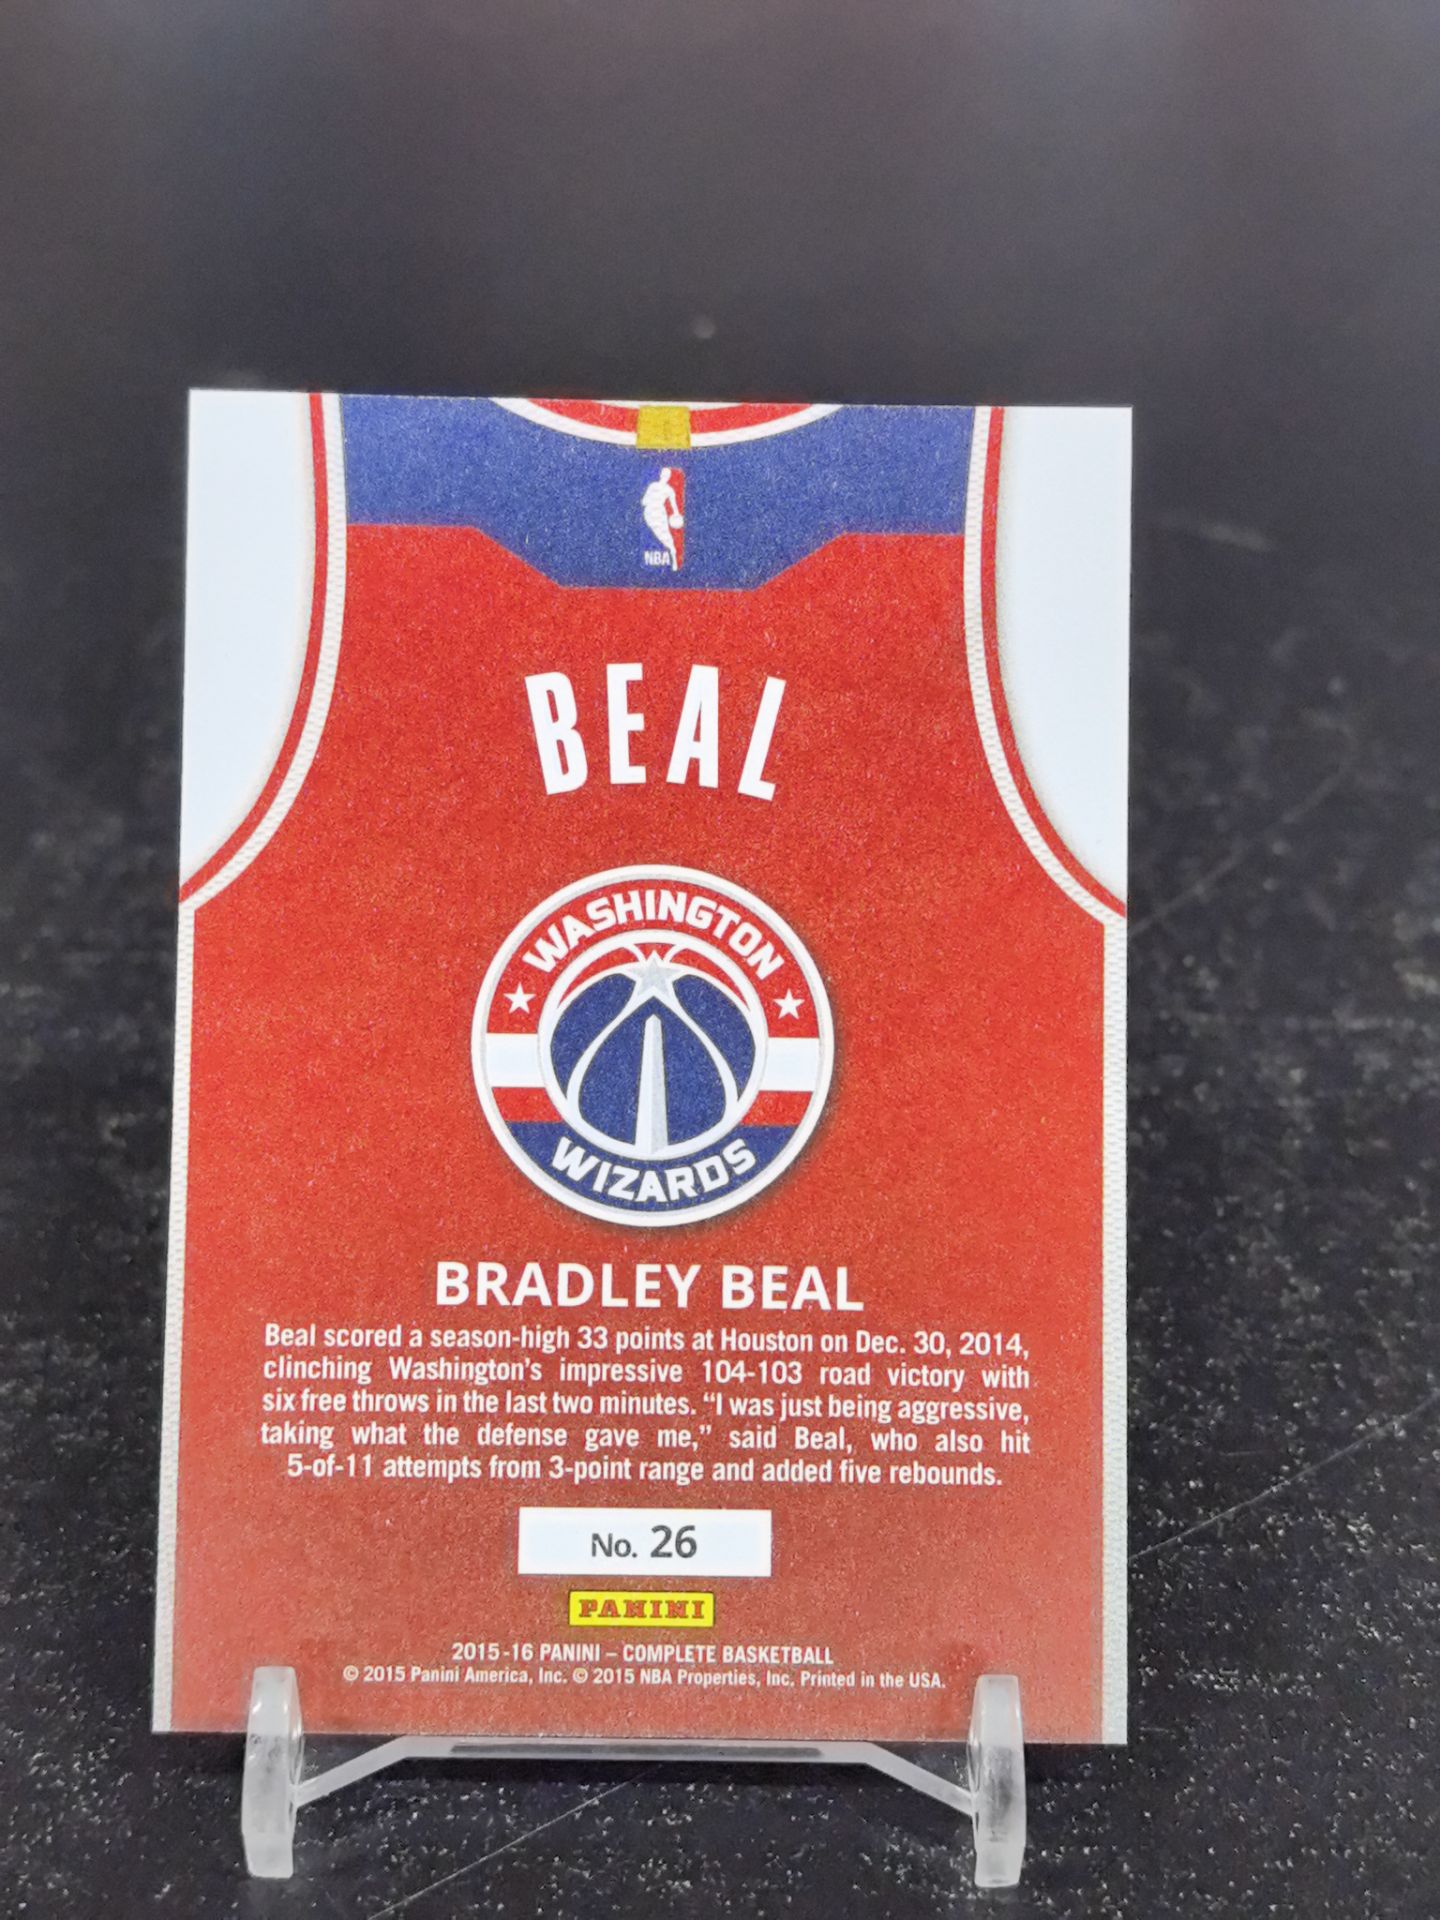 NBA
BEAL
WASHINGTON
WIZARDS
BRADLEY BEAL
Beal scored a season-high 33 points at Houston on Dec. 30, 2014,
clinching Washington's impressive 104-103 road victory with
six free throws in the last two minutes. “I was just being aggressive,
taking what the defense gave me,” said Beal, who also hit
5-of-11 attempts from 3-point range and added five rebounds.
No. 26
PANINI
2015-16 PANINI – COMPLETE BASKETBALL
© 2015 Panini America, Inc. © 2015 NBA Properties, Inc. Printed in the USA.